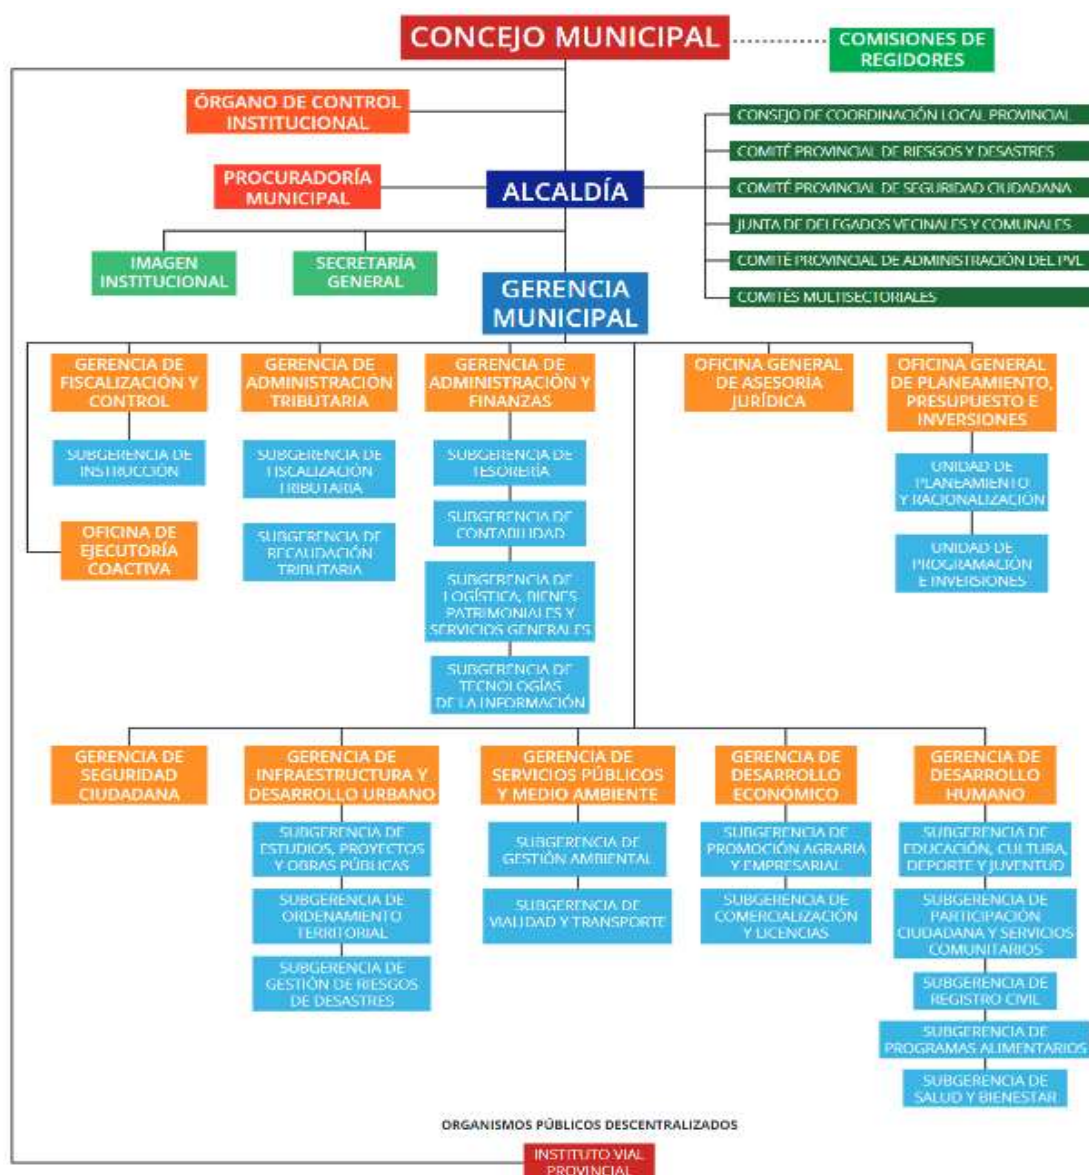 CONCEJO MUNICIPAL
COMISIONES DE
REGIDORES
ÓRGANO DE CONTROL
INSTITUCIONAL
CONSEJO DE COORDINACIÓN LOCAL PROVINCIAL
COMITÉ PROVINCIAL DE RIESGOS Y DESASTRES
PROCURADORÍA
MUNICIPAL
ALCALDÍA
COMITÉ PROVINCIAL DE SEGURIDAD CIUDADANA
JUNTA DE DELEGADOS VECINALES Y COMUNALES
IMAGEN
INSTITUCIONAL
SECRETARÍA
GENERAL
COMITÉ PROVINCIAL DE ADMINISTRACIÓN DEL PVL
COMITÉS MULTISECTORIALES
GERENCIA
MUNICIPAL
GERENCIA DE
FISCALIZACIÓN Y
CONTROL
GERENCIA DE
ADMINISTRACIÓN
TRIBUTARIA
GERENCIA DE
ADMINISTRACIÓN Y
FINANZAS
OFICINA GENERAL
DE ASESORÍA
JURÍDICA
OFICINA GENERAL
DE PLANEAMIENTO,
PRESUPUESTO E
INVERSIONES
SUBGERENCIA DE
INSTRUCCIÓN
SUBGERENCIA DE
FISCALIZACIÓN
TRIBUTARIA
SUBGERENCIA DE
TESORERÍA
UNIDAD DE
PLANEAMIENTO
Y RACIONALIZACIÓN
OFICINA DE
EJECUTORÍA
COACTIVA
SUBGERENCIA DE
RECAUDACIÓN
TRIBUTARIA
SUBGERENCIA DE
CONTABILIDAD
UNIDAD DE
PROGRAMACIÓN
E INVERSIONES
SUBGERENCIA DE
LOGÍSTICA, BIENES
PATRIMONIALES Y
SERVICIOS GENERALES
SUBGERENCIA DE
TECNOLOGÍAS
DE LA INFORMACIÓN
GERENCIA DE
SEGURIDAD
CIUDADANA
GERENCIA DE
INFRAESTRUCTURA Y
DESARROLLO URBANO
GERENCIA DE
SERVICIOS PÚBLICOS
Y MEDIO AMBIENTE
GERENCIA DE
DESARROLLO
ECONÓMICO
GERENCIA DE
DESARROLLO
HUMANO
SUBGERENCIA DE
ESTUDIOS, PROYECTOS
Y OBRAS PÚBLICAS
SUBGERENCIA DE
GESTIÓN AMBIENTAL
SUBGERENCIA DE
PROMOCIÓN AGRARIA
Y EMPRESARIAL
SUBGERENCIA DE
EDUCACIÓN, CULTURA,
DEPORTE Y JUVENTUD
SUBGERENCIA DE
ORDENAMIENTO
TERRITORIAL
SUBGERENCIA DE
VIALIDAD Y TRANSPORTE
SUBGERENCIA DE
COMERCIALIZACIÓN
Y LICENCIAS
SUBGERENCIA DE
PARTICIPACIÓN
CIUDADANA Y SERVICIOS
COMUNITARIOS
SUBGERENCIA DE
GESTIÓN DE RIESGOS
DE DESASTRES
SUBGERENCIA DE
REGISTRO CIVIL
SUBGERENCIA DE
PROGRAMAS ALIMENTARIOS
SUBGERENCIA DE
SALUD Y BIENESTAR
ORGANISMOS PÚBLICOS DESCENTRALIZADOS
INSTITUTO VIAL
PROVINCIAL